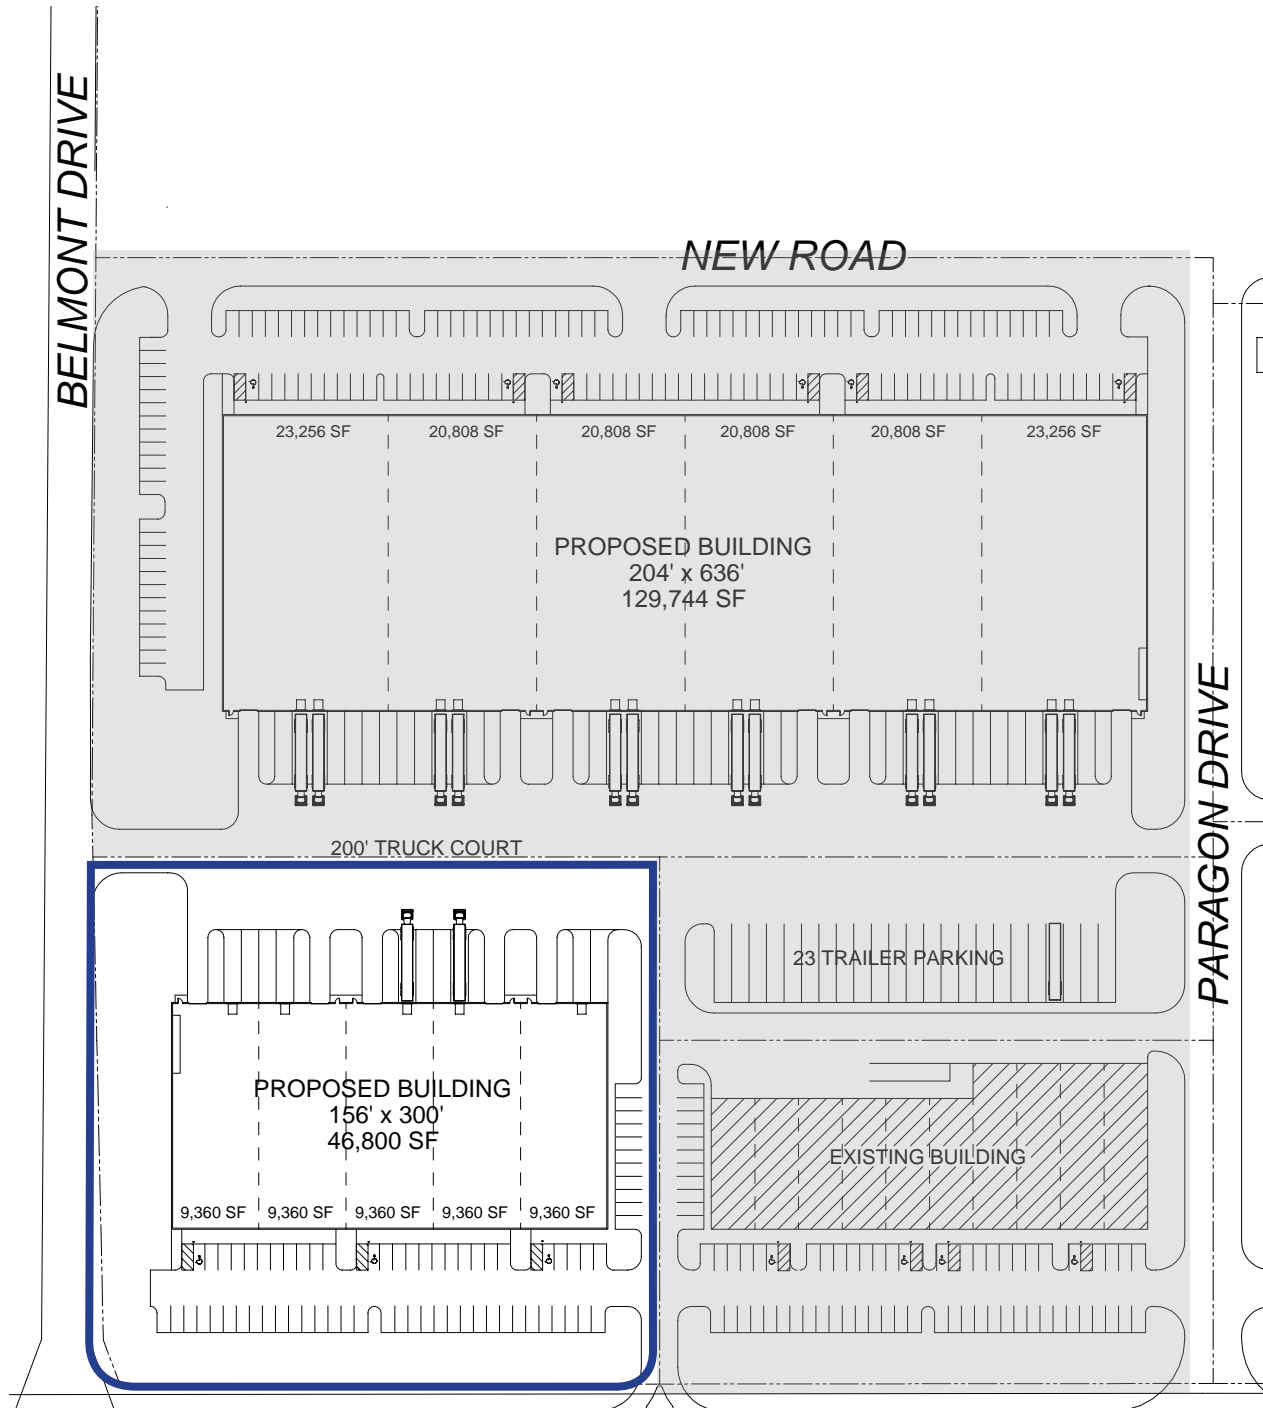 BELMONT DRIVE
NEW ROAD
23,256 SF
20,808 SF
20,808 SF
20,808 SF
20,808 SF
23,256 SF
PROPOSED BUILDING
204' x 636'
129,744 SF
PARAGON DRIVE
200' TRUCK COURT
23 TRAILER PARKING
PROPOSED BUILDING
156' x 300'
46,800 SF
EXISTING BUILDING
9,360 SF
9,360 SF
9,360 SF
9,360 SF
9,360 SF